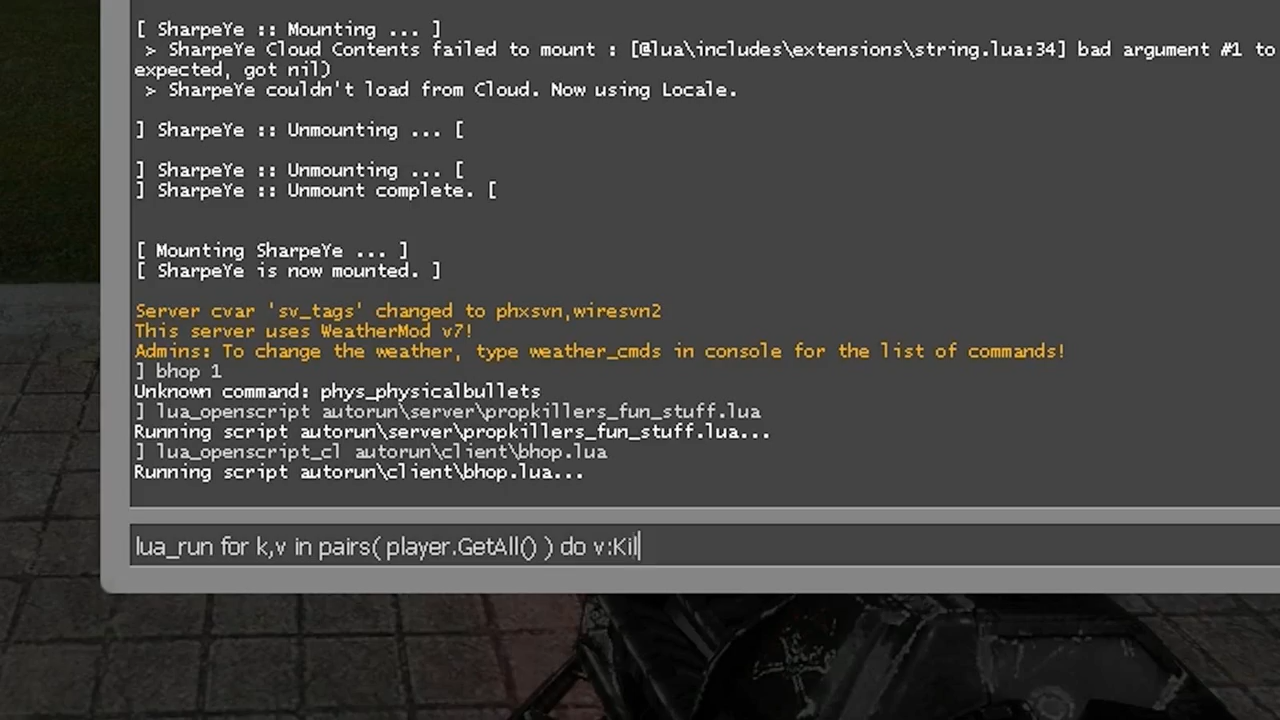 [ SharpeYe :: Mounting ... ]
> SharpeYe Cloud Contents failed to mount : [@lua\includes\extensions\string.lua:34] bad argument #1 to
expected, got nil)
> SharpeYe couldn't load from Cloud. Now using Locale.
] SharpeYe :: Unmounting ... [
] SharpeYe :: Unmounting ... [
] SharpeYe :: Unmount complete. [
[ Mounting SharpeYe ... ]
[ SharpeYe is now mounted. ]
Server cvar 'sv_tags' changed to phxsvn,wiresvn2
This server uses WeatherMod v7!
Admins: To change the weather, type weather_cmds in console for the list of commands!
] bhop 1
Unknown command: phys_physicalbullets
] lua_openscript autorun\server\propkillers_fun_stuff.lua
Running script autorun\server\propkillers_fun_stuff.lua...
] lua_openscript_cl autorun\client\bhop.lua
Running script autorun\client\bhop.lua...
lua_run for k,v in pairs( player.GetAll() ) do v:Kil